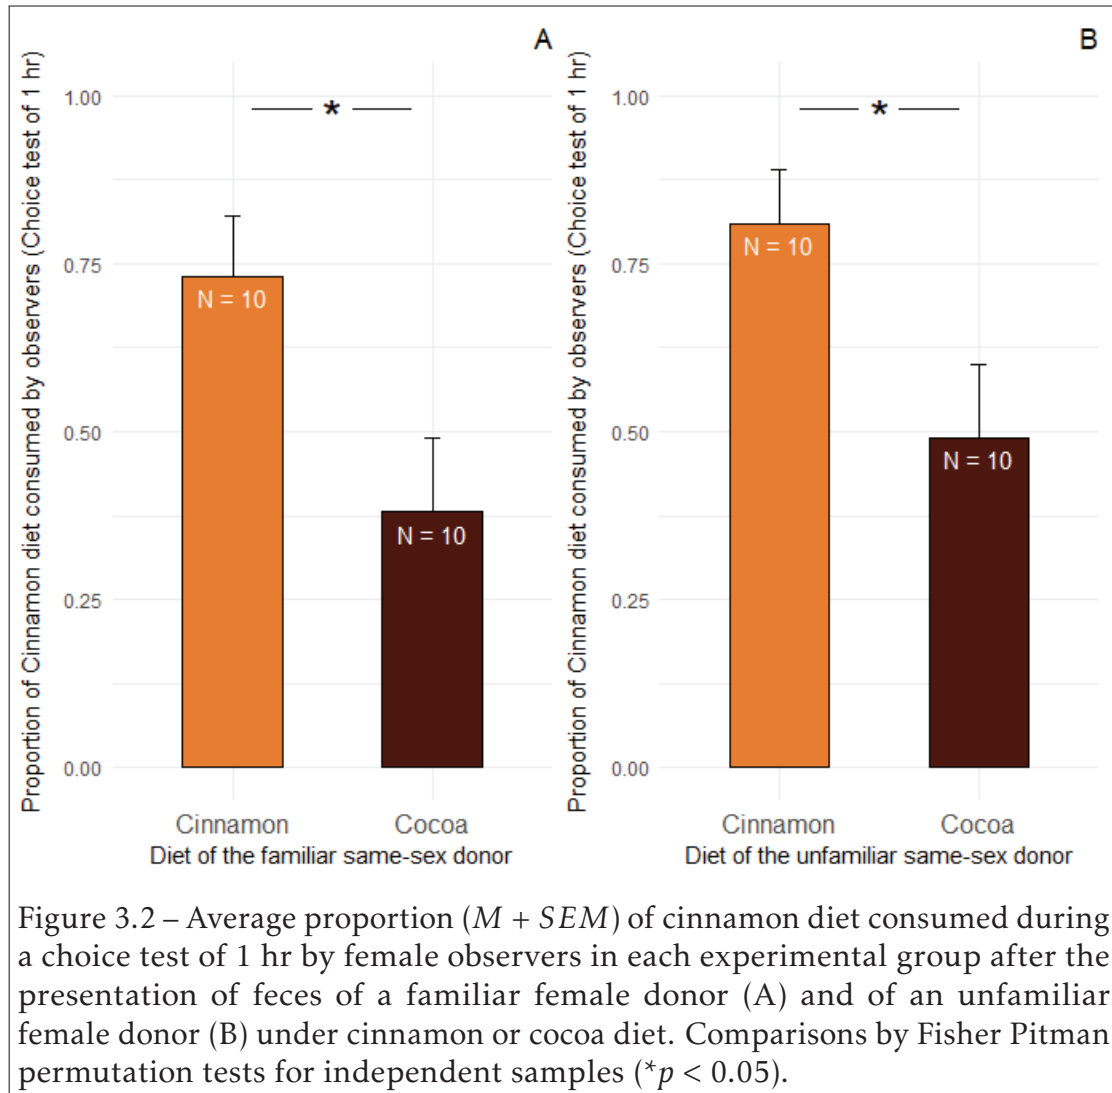 A
Proportion of Cinnamon diet consumed by observers (Choice test of 1 hr)
1.00
0.75
0.50
0.25
0.00
*
N = 10
N = 10
Cinnamon
Cocoa
Diet of the familiar same-sex donor
B
Proportion of Cinnamon diet consumed by observers (Choice test of 1 hr)
1.00
0.75
0.50
0.25
0.00
*
N = 10
N = 10
Cinnamon
Cocoa
Diet of the unfamiliar same-sex donor
Figure 3.2 – Average proportion (M + SEM) of cinnamon diet consumed during
a choice test of 1 hr by female observers in each experimental group after the
presentation of feces of a familiar female donor (A) and of an unfamiliar
female donor (B) under cinnamon or cocoa diet. Comparisons by Fisher Pitman
permutation tests for independent samples (*p < 0.05).